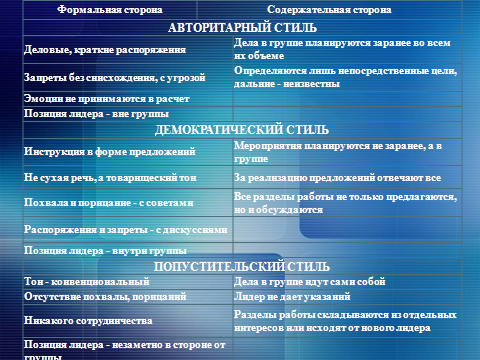 Формальная сторона
Содержательная сторона
АВТОРИТАРНЫЙ СТИЛЬ
Деловые, краткие распоряжения
Дела в группе планируются заранее во всем
их объеме
Запреты без снисхождения, с угрозой
Определяются лишь непосредственные цели,
дальние - неизвестны
Эмоции не принимаются в расчет
Позиция лидера - вне группы
ДЕМОКРАТИЧЕСКИЙ СТИЛЬ
Инструкция в форме предложений
Мероприятия планируются не заранее, а в
группе
Не сухая речь, а товарищеский тон
За реализацию предложений отвечают все
Похвала и порицание - с советами
Все разделы работы не только предлагаются,
но и обсуждаются
Распоряжения и запреты - с дискуссиями
Позиция лидера - внутри группы
ПОПУСТИТЕЛЬСКИЙ СТИЛЬ
Тон - конвенциональный
Дела в группе идут сами собой
Отсутствие похвалы, порицаний
Лидер не дает указаний
Никакого сотрудничества
Разделы работы складываются из отдельных
интересов или исходят от нового лидера
Позиция лидера - незаметно в стороне от
группы